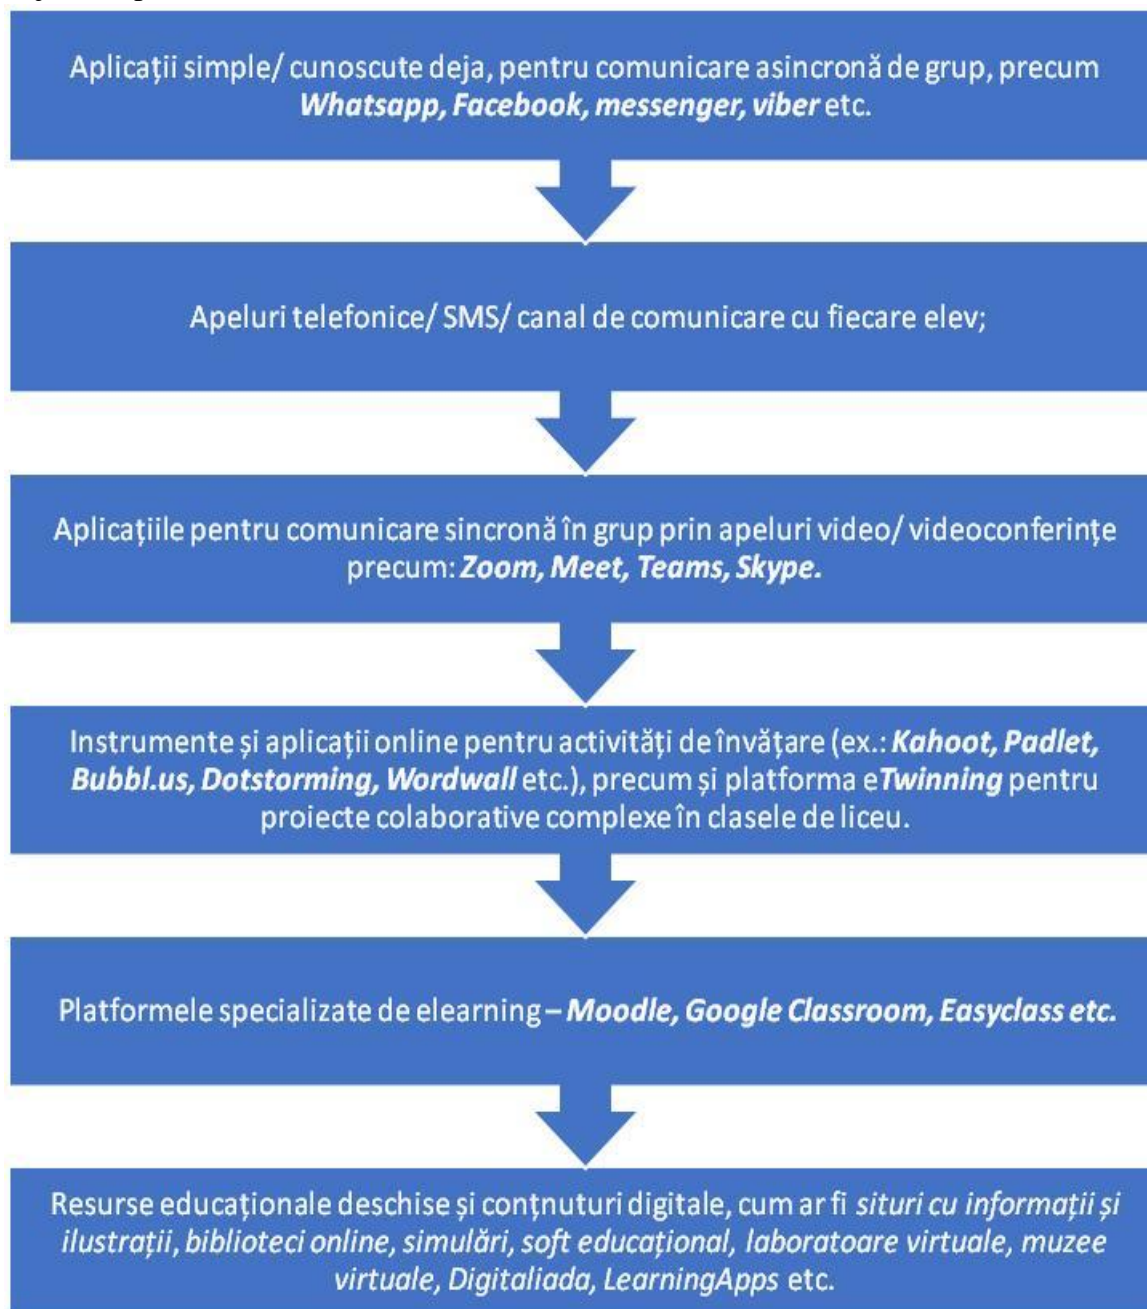 Aplicații simple/ cunoscute deja, pentru comunicare asincronă de grup, precum
Whatsapp, Facebook, messenger, viber etc.
Apeluri telefonice/ SMS/ canal de comunicare cu fiecare elev;
Aplicațiile pentru comunicare sincronă în grup prin apeluri video/ videoconferințe
precum: Zoom, Meet, Teams, Skype.
Instrumente și aplicații online pentru activități de învățare (ex.: Kahoot, Padlet,
Bubbl.us, Dotstorming, Wordwall etc.), precum și platforma eTwinning pentru
proiecte colaborative complexe în clasele de liceu.
Platformele specializate de elearning – Moodle, Google Classroom, Easyclass etc.
Resurse educaționale deschise și conțnuturi digitale, cum ar fi situri cu informații și
ilustrații, biblioteci online, simulări, soft educațional, laboratoare virtuale, muzee
virtuale, Digitaliada, LearningApps etc.